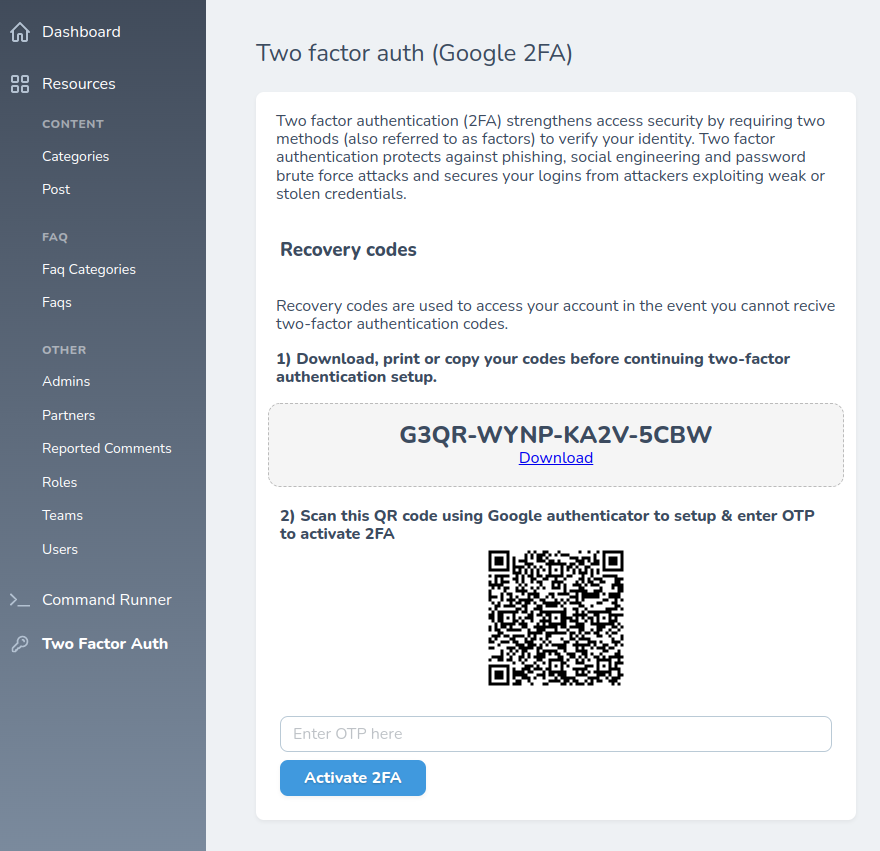 Dashboard
Resources
CONTENT
Categories
Post
FAQ
Faq Categories
Faqs
OTHER
Admins
Partners
Reported Comments
Roles
Teams
Users
Command Runner
Two Factor Auth
Two factor auth (Google 2FA)
Two factor authentication (2FA) strengthens access security by requiring two
methods (also referred to as factors) to verify your identity. Two factor
authentication protects against phishing, social engineering and password
brute force attacks and secures your logins from attackers exploiting weak or
stolen credentials.
Recovery codes
Recovery codes are used to access your account in the event you cannot recive
two-factor authentication codes.
1) Download, print or copy your codes before continuing two-factor
authentication setup.
G3QR-WYNP-KA2V-5CBW
Download
2) Scan this QR code using Google authenticator to setup & enter OTP
to activate 2FA
Enter OTP here
Activate 2FA